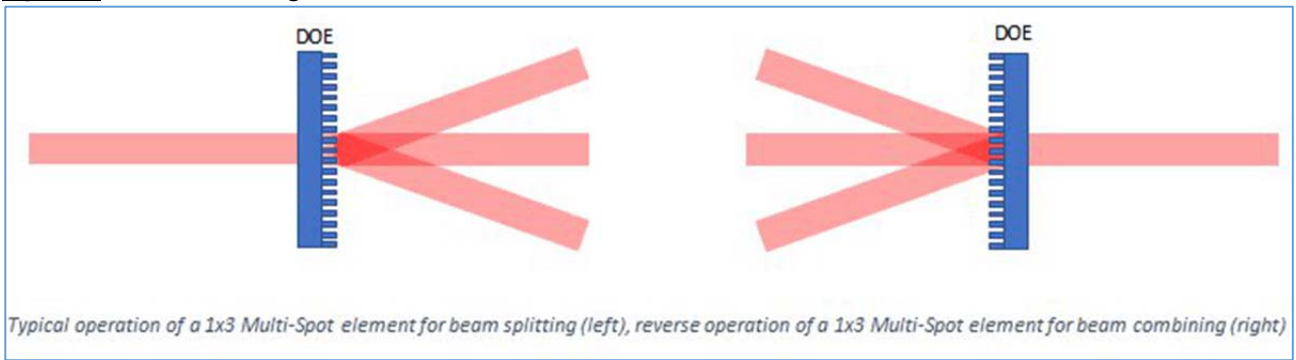 DOE
DOE
Typical operation of a 1x3 Multi-Spot element for beam splitting (left), reverse operation of a 1x3 Multi-Spot element for beam combining (right)